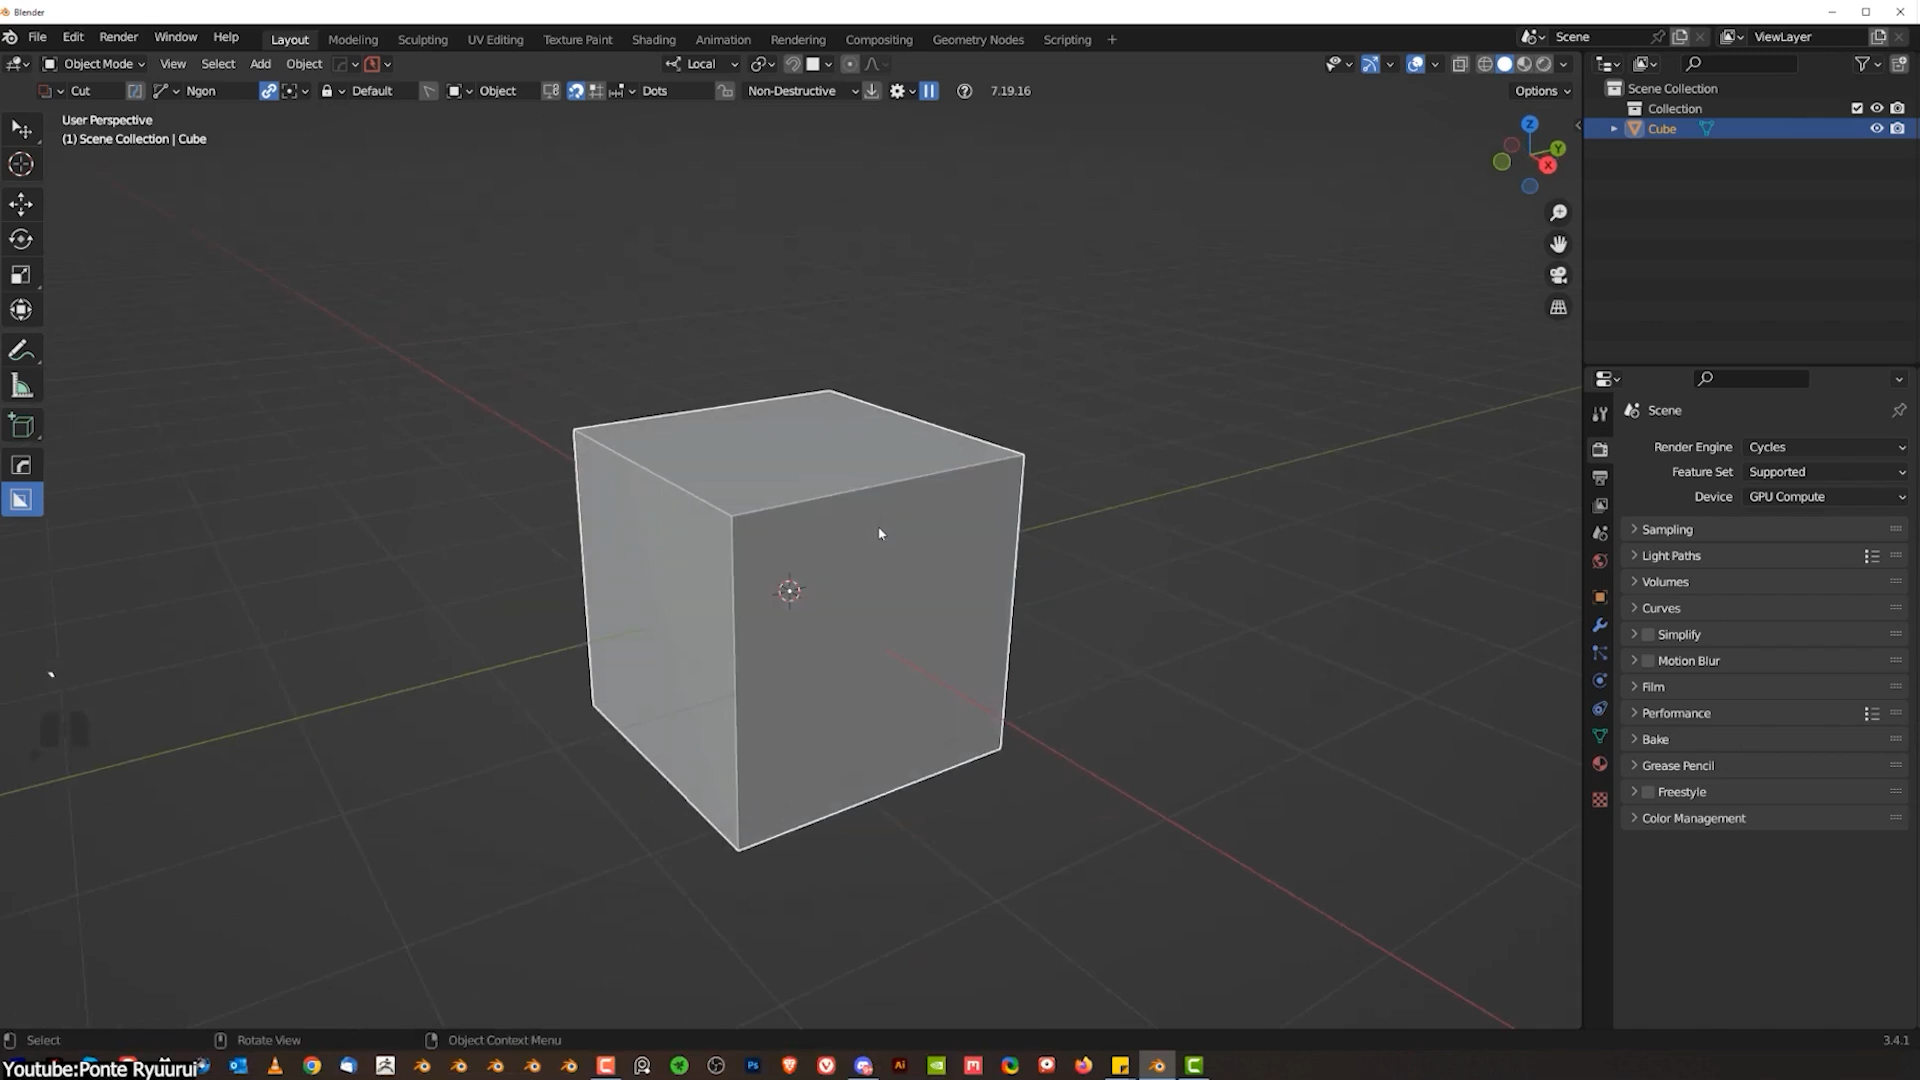 Blender
File Edit Render Window Help Layout Modeling Sculpting UV Editing Texture Paint Shading Animation Rendering Compositing Geometry Nodes Scripting + Scene ViewLayer
Object Mode View Select Add Object Local
Cut Ngon Default Object Dots Non-Destructive 7.19.16 Options
User Perspective
(1) Scene Collection | Cube
Z
Y
X
Scene Collection
Collection
Cube
Scene
Render Engine Cycles
Feature Set Supported
Device GPU Compute
Sampling
Light Paths
Volumes
Curves
Simplify
Motion Blur
Film
Performance
Bake
Grease Pencil
Freestyle
Color Management
Select Rotate View Object Context Menu 3.4.1
Youtube:Ponte Ryuurui
Ps
Ai